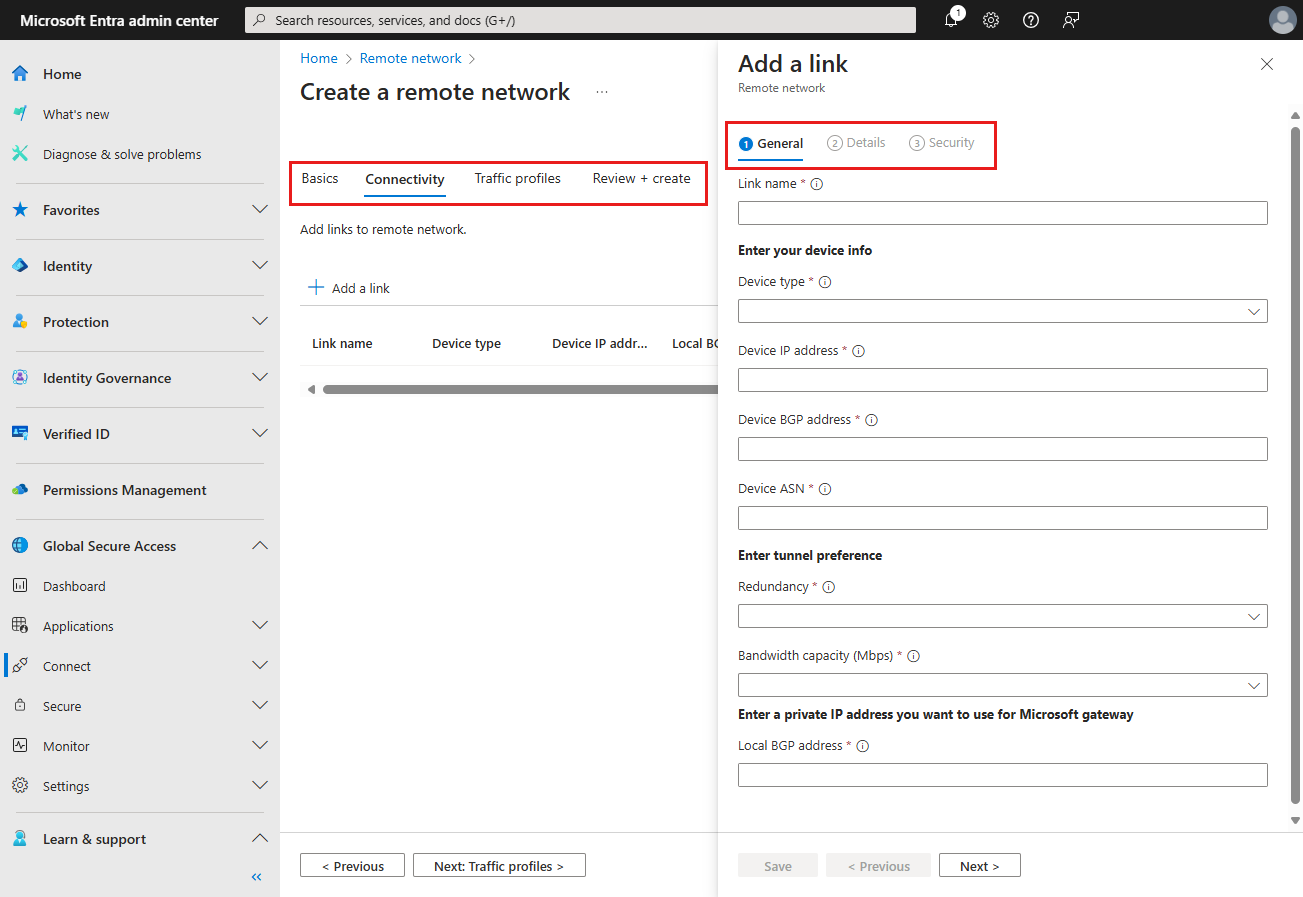 Microsoft Entra admin center
Search resources, services, and docs (G+/)
1
Home
What's new
Diagnose & solve problems
Favorites
Identity
Protection
Identity Governance
Verified ID
Permissions Management
Global Secure Access
Dashboard
Applications
Connect
Secure
Monitor
Settings
Learn & support
«
Home > Remote network >
Create a remote network ...
Basics Connectivity Traffic profiles Review + create
Add links to remote network.
+ Add a link
Link name Device type Device IP addr... Local BG
< Previous Next: Traffic profiles >
Add a link
Remote network
1 General 2 Details 3 Security
Link name *
Enter your device info
Device type *
Device IP address *
Device BGP address *
Device ASN *
Enter tunnel preference
Redundancy *
Bandwidth capacity (Mbps) *
Enter a private IP address you want to use for Microsoft gateway
Local BGP address *
Save < Previous Next >